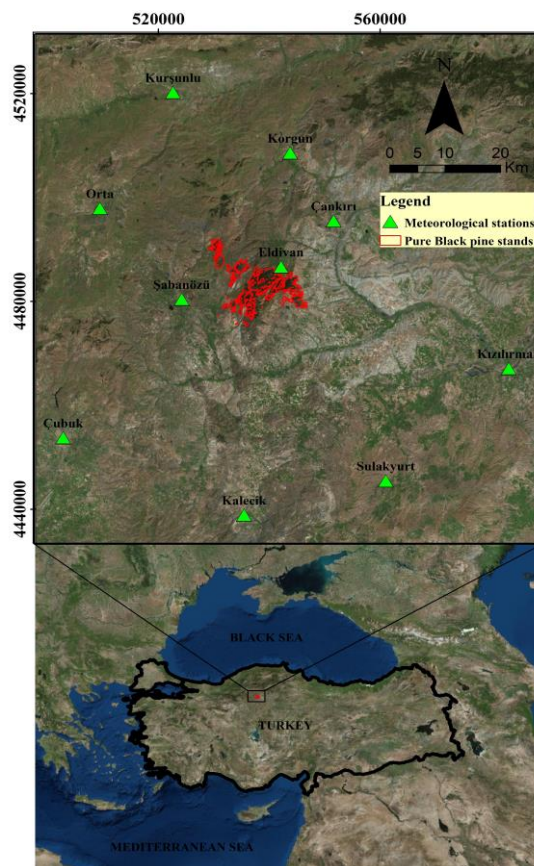 520000 560000
Kurşunlu
4520000
N
Korgun
0 5 10 20
Km
Orta
Çankırı
Legend
Meteorological stations
Pure Black pine stands
Eldivan
Şabanözü
4480000
Kızılırma
Çubuk
Sulakyurt
Kalecik
4440000
BLACK SEA
TURKEY
MEDITERRANEAN SEA